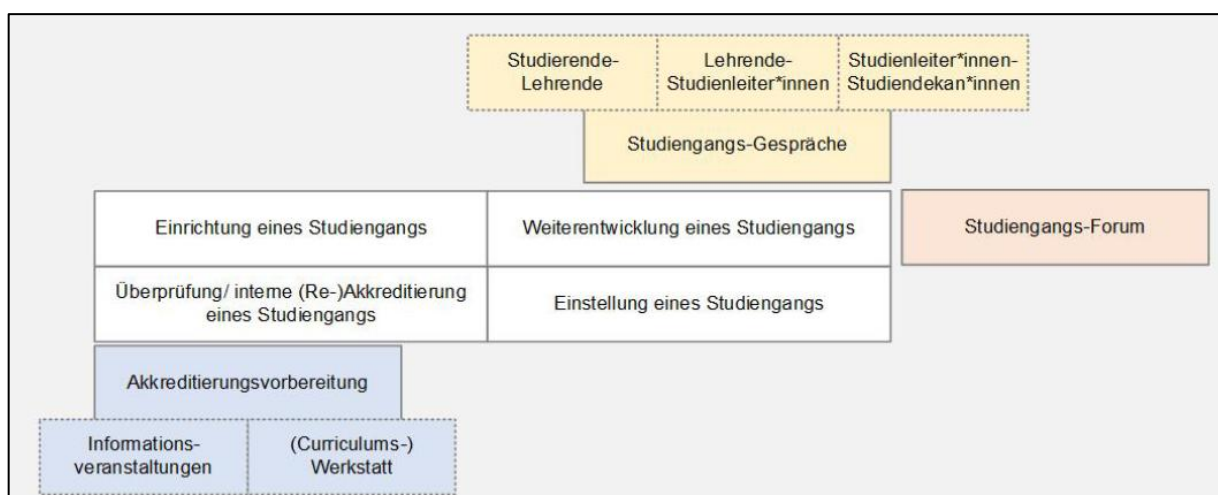 Studierende-
Lehrende
Lehrende-
Studienleiter*innen
Studienleiter*innen-
Studiendekan*innen
Studiengangs-Gespräche
Einrichtung eines Studiengangs
Weiterentwicklung eines Studiengangs
Studiengangs-Forum
Überprüfung/ interne (Re-)Akkreditierung
eines Studiengangs
Einstellung eines Studiengangs
Akkreditierungsvorbereitung
Informations-
veranstaltungen
(Curriculums-)
Werkstatt